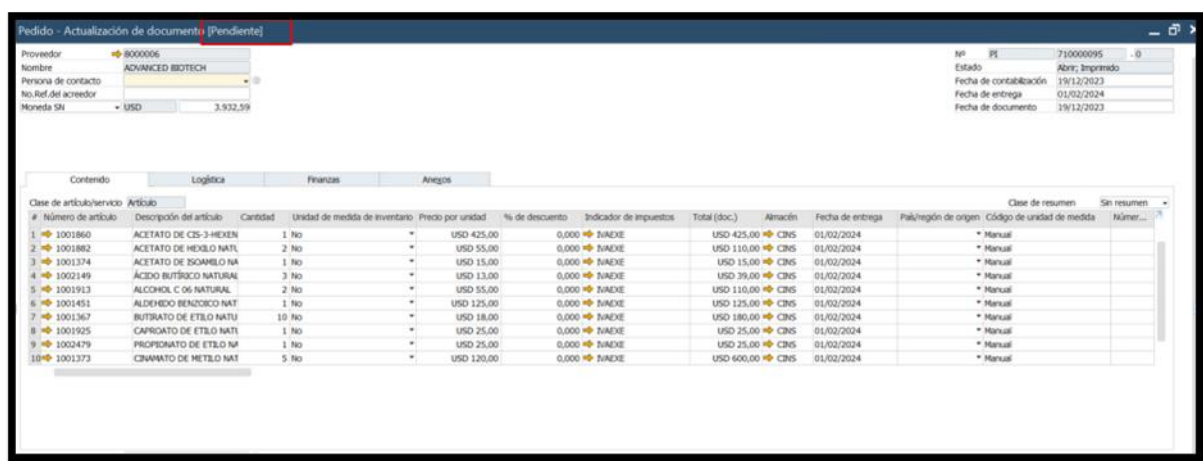 Pedido - Actualización de documento [Pendiente]
Proveedor 8000006 Nº PI 710000095 - 0
Nombre ADVANCED BIOTECH Estado Abrir; Imprimido
Persona de contacto Fecha de contabilización 19/12/2023
No.Ref.del acreedor Fecha de entrega 01/02/2024
Moneda SN USD 3.932,59 Fecha de documento 19/12/2023
Contenido Logística Finanzas Anexos
Clase de artículo/servicio Artículo Clase de resumen Sin resumen
# Número de artículo Descripción del artículo Cantidad Unidad de medida de inventario Precio por unidad % de descuento Indicador de impuestos Total (doc.) Almacén Fecha de entrega País/región de origen Código de unidad de medida Númer...
1 1001860 ACETATO DE CIS-3-HEXEN 1 No USD 425,00 0,000 IVAEXE USD 425,00 CINS 01/02/2024 Manual
2 1001882 ACETATO DE HEXILO NATU 2 No USD 55,00 0,000 IVAEXE USD 110,00 CINS 01/02/2024 Manual
3 1001374 ACETATO DE ISOAMILO NA 1 No USD 15,00 0,000 IVAEXE USD 15,00 CINS 01/02/2024 Manual
4 1002149 ÁCIDO BUTÍRICO NATURAL 3 No USD 13,00 0,000 IVAEXE USD 39,00 CINS 01/02/2024 Manual
5 1001913 ALCOHOL C 06 NATURAL 2 No USD 55,00 0,000 IVAEXE USD 110,00 CINS 01/02/2024 Manual
6 1001451 ALDEHIDO BENZOICO NAT 1 No USD 125,00 0,000 IVAEXE USD 125,00 CINS 01/02/2024 Manual
7 1001367 BUTIRATO DE ETILO NATU 10 No USD 18,00 0,000 IVAEXE USD 180,00 CINS 01/02/2024 Manual
8 1001925 CAPROATO DE ETILO NATU 1 No USD 25,00 0,000 IVAEXE USD 25,00 CINS 01/02/2024 Manual
9 1002479 PROPIONATO DE ETILO NA 1 No USD 25,00 0,000 IVAEXE USD 25,00 CINS 01/02/2024 Manual
10 1001373 CINAMATO DE METILO NAT 5 No USD 120,00 0,000 IVAEXE USD 600,00 CINS 01/02/2024 Manual